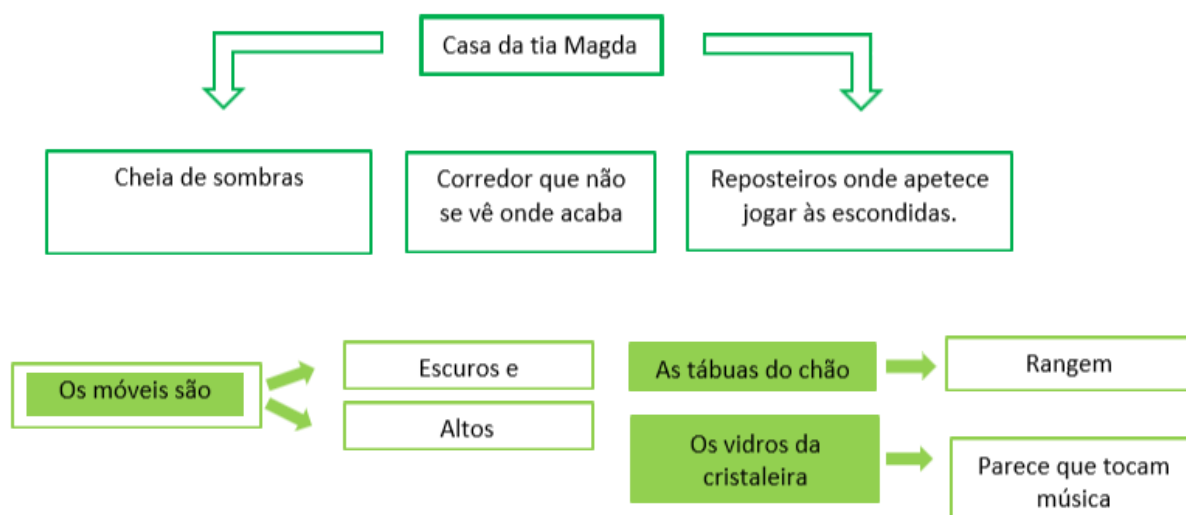 Casa da tia Magda
Cheia de sombras
Corredor que não
se vê onde acaba
Reposteiros onde apetece
jogar às escondidas.
Os móveis são
Escuros e
Altos
As tábuas do chão
Rangem
Os vidros da
cristaleira
Parece que tocam
música